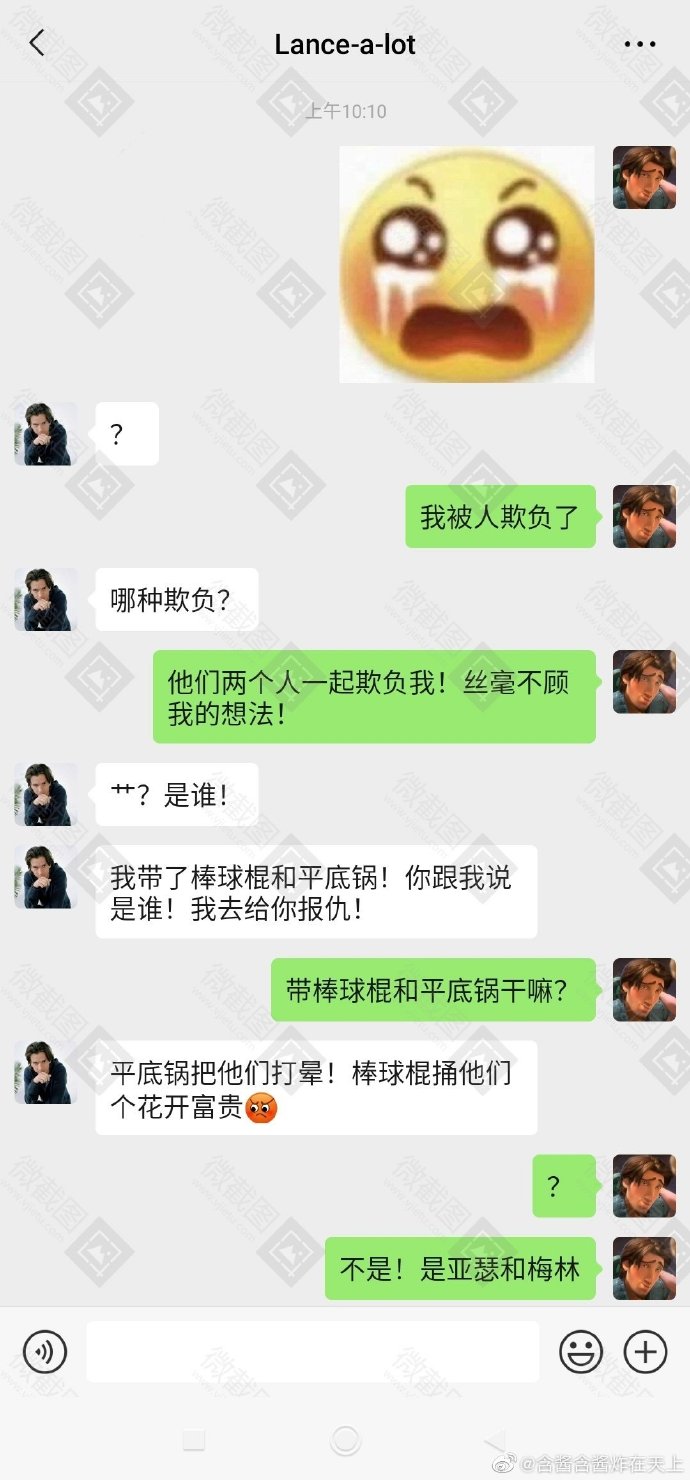 Lance-a-lot
上午10:10
？
我被人欺负了
哪种欺负？
他们两个人一起欺负我！丝毫不顾
我的想法！
艹？是谁！
我带了棒球棍和平底锅！你跟我说
是谁！我去给你报仇！
带棒球棍和平底锅干嘛？
平底锅把他们打晕！棒球棍捅他们
个花开富贵😡
？
不是！是亚瑟和梅林
@含酱含酱炸在天上
微截图